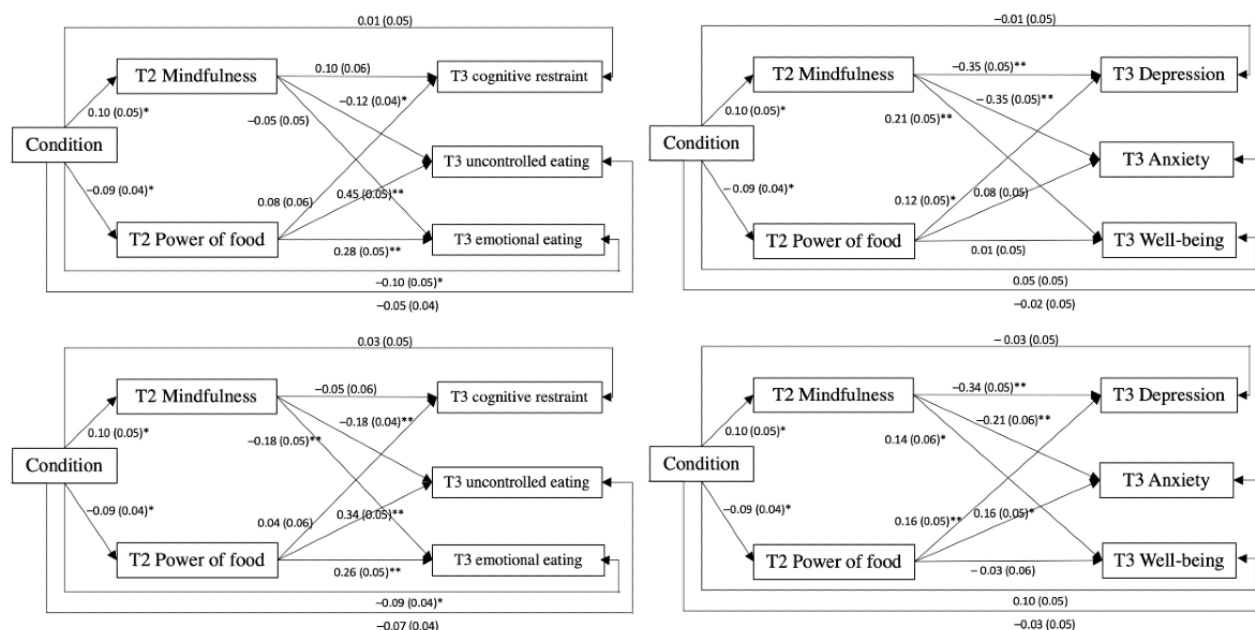 0.01 (0.05)
T2 Mindfulness
0.10 (0.06)
T3 cognitive restraint
−0.12 (0.04)*
0.10 (0.05)*
−0.05 (0.05)
Condition
T3 uncontrolled eating
−0.09 (0.04)*
0.45 (0.05)**
0.08 (0.06)
T2 Power of food
T3 emotional eating
0.28 (0.05)**
−0.10 (0.05)*
−0.05 (0.04)
−0.01 (0.05)
T2 Mindfulness
−0.35 (0.05)**
T3 Depression
−0.35 (0.05)**
0.10 (0.05)*
0.21 (0.05)**
Condition
T3 Anxiety
−0.09 (0.04)*
0.08 (0.05)
0.12 (0.05)*
T2 Power of food
T3 Well-being
0.01 (0.05)
0.05 (0.05)
−0.02 (0.05)
0.03 (0.05)
T2 Mindfulness
−0.05 (0.06)
T3 cognitive restraint
−0.18 (0.04)**
0.10 (0.05)*
−0.18 (0.05)**
Condition
T3 uncontrolled eating
−0.09 (0.04)*
0.34 (0.05)**
0.04 (0.06)
T2 Power of food
T3 emotional eating
0.26 (0.05)**
−0.09 (0.04)*
−0.07 (0.04)
− 0.03 (0.05)
T2 Mindfulness
−0.34 (0.05)**
T3 Depression
−0.21 (0.06)**
0.10 (0.05)*
0.14 (0.06)*
Condition
T3 Anxiety
−0.09 (0.04)*
0.16 (0.05)*
0.16 (0.05)**
T2 Power of food
T3 Well-being
− 0.03 (0.06)
0.10 (0.05)
−0.03 (0.05)